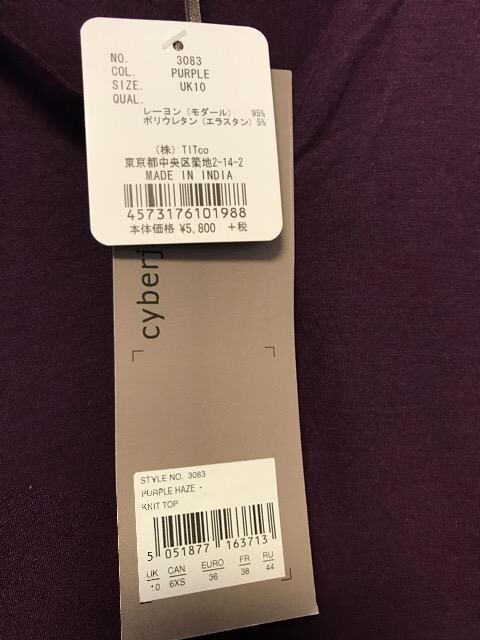 NO. 3083
COL. PURPLE
SIZE. UK10
QUAL.
レーヨン（モダール） 95%
ポリウレタン（エラスタン）5%
（株）TITco
東京都中央区築地2-14-2
MADE IN INDIA
4573176101988
本体価格 ¥5,800 +税
cyberj
STYLE NO. 3083
PURPLE HAZE -
KNIT TOP
5 051877 163713
UK CAN EURO FR RU
10 6XS 36 38 44